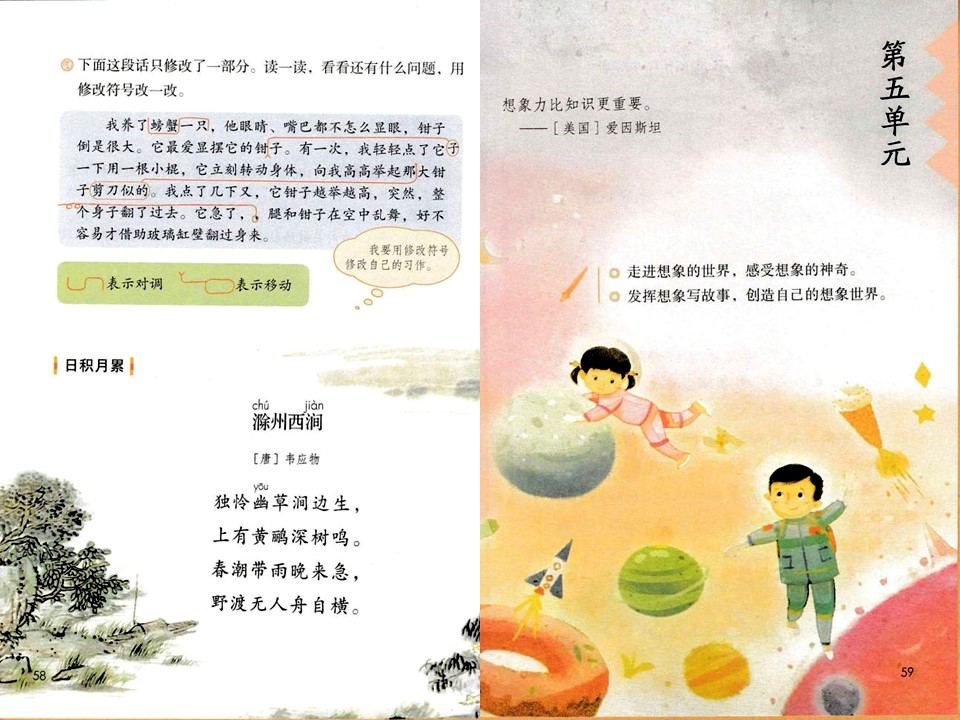 下面这段话只修改了一部分。读一读，看看还有什么问题，用
修改符号改一改。
我养了螃蟹一只，他眼睛、嘴巴都不怎么显眼，钳子
倒是很大。它最爱显摆它的钳子。有一次，我轻轻点了它子
一下用一根小棍，它立刻转动身体，向我高高举起那大钳
子剪刀似的。我点了几下又，它钳子越举越高，突然，整
个身子翻了过去。它急了，，腿和钳子在空中乱舞，好不
容易才借助玻璃缸壁翻过身来。
我要用修改符号
修改自己的习作。
表示对调
表示移动
日积月累
chú jiàn
滁州西涧
［唐］韦应物
yōu
独怜幽草涧边生，
上有黄鹂深树鸣。
春潮带雨晚来急，
野渡无人舟自横。
58
第五单元
想象力比知识更重要。
——［美国］爱因斯坦
走进想象的世界，感受想象的神奇。
发挥想象写故事，创造自己的想象世界。
59